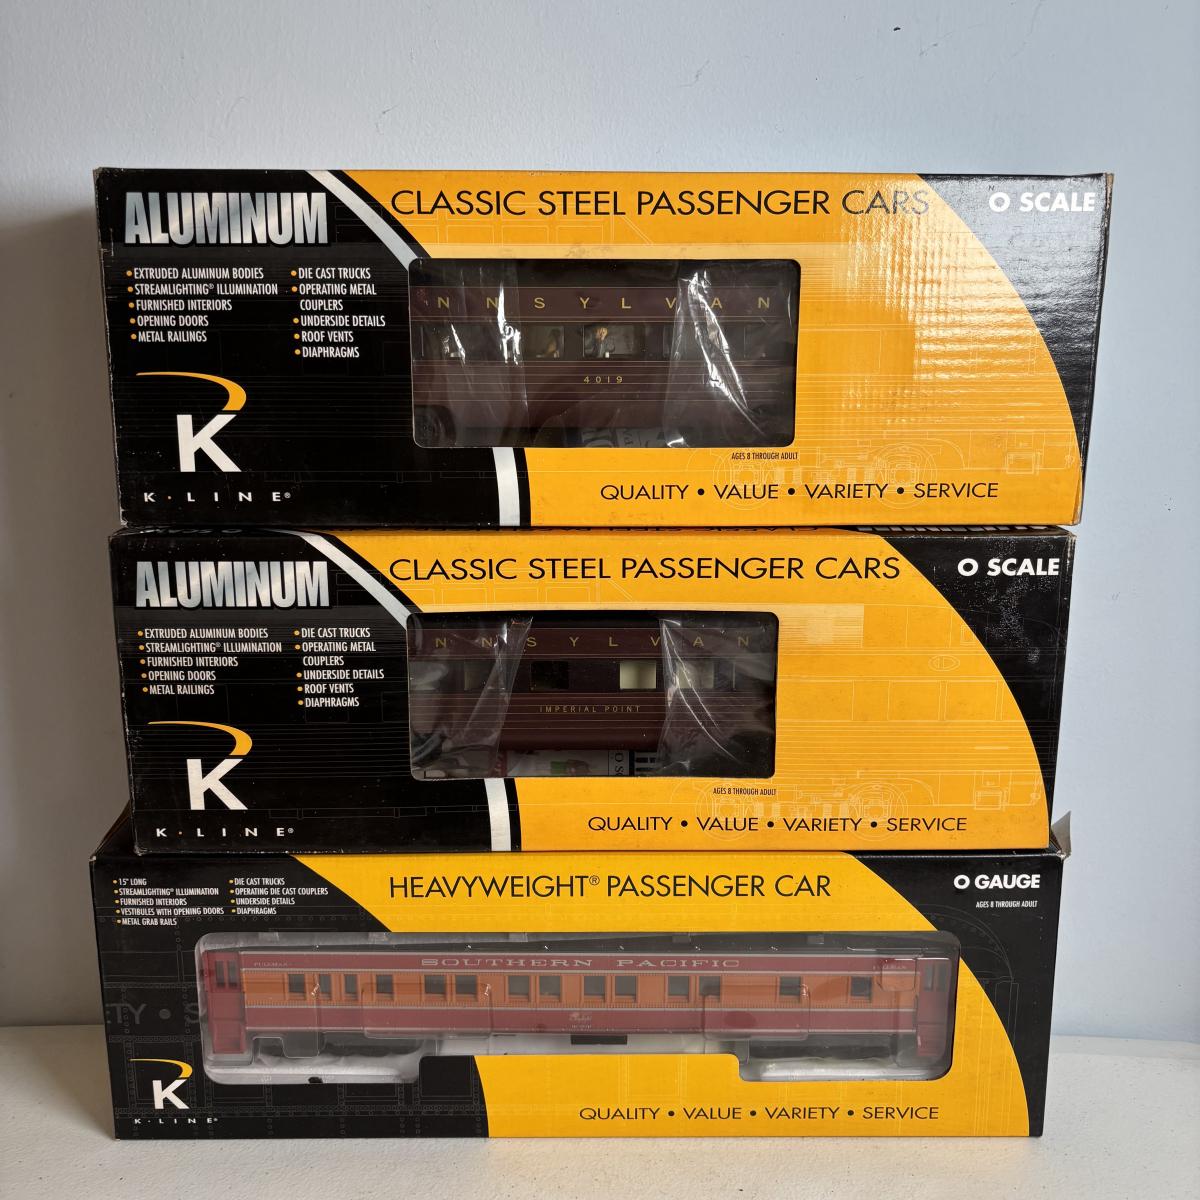 ALUMINUM
CLASSIC STEEL PASSENGER CARS
O SCALE
•EXTRUDED ALUMINUM BODIES
•STREAMLIGHTING® ILLUMINATION
•FURNISHED INTERIORS
•OPENING DOORS
•METAL RAILINGS
•DIE CAST TRUCKS
•OPERATING METAL
COUPLERS
•UNDERSIDE DETAILS
•ROOF VENTS
•DIAPHRAGMS
NNSYLVAN
4019
K
K·LINE®
AGES 8 THROUGH ADULT
QUALITY • VALUE • VARIETY • SERVICE
ALUMINUM
CLASSIC STEEL PASSENGER CARS
O SCALE
•EXTRUDED ALUMINUM BODIES
•STREAMLIGHTING® ILLUMINATION
•FURNISHED INTERIORS
•OPENING DOORS
•METAL RAILINGS
•DIE CAST TRUCKS
•OPERATING METAL
COUPLERS
•UNDERSIDE DETAILS
•ROOF VENTS
•DIAPHRAGMS
NNSYLVAN
IMPERIAL POINT
K
K·LINE®
AGES 8 THROUGH ADULT
QUALITY • VALUE • VARIETY • SERVICE
•15" LONG
•STREAMLIGHTING® ILLUMINATION
•FURNISHED INTERIORS
•VESTIBULES WITH OPENING DOORS
•METAL GRAB RAILS
•DIE CAST TRUCKS
•OPERATING DIE CAST COUPLERS
•UNDERSIDE DETAILS
•DIAPHRAGMS
HEAVYWEIGHT® PASSENGER CAR
O GAUGE
AGES 8 THROUGH ADULT
PULLMAN
SOUTHERN PACIFIC
PULLMAN
K
K·LINE®
QUALITY • VALUE • VARIETY • SERVICE